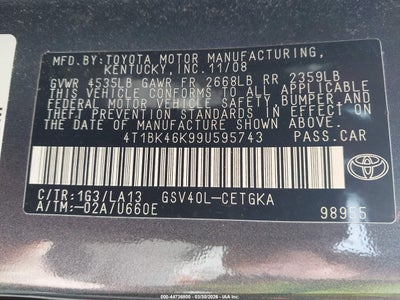 MFD.BY:TOYOTA MOTOR MANUFACTURING,
KENTUCKY,INC.11/08
GVWR 4535LB GAWR FR 2668LB RR 2359LB
THIS VEHICLE CONFORMS TO ALL APPLICABLE
FEDERAL MOTOR VEHICLE SAFETY, BUMPER,AND
THEFT PREVENTION STANDARDS IN EFFECT ON
THE DATE OF MANUFACTURE SHOWN ABOVE.
4T1BK46K99U595743 PASS.CAR
C/TR:1G3/LA13 GSV40L-CETGKA
A/TM:-02A/U660E 98955
TOYOTA